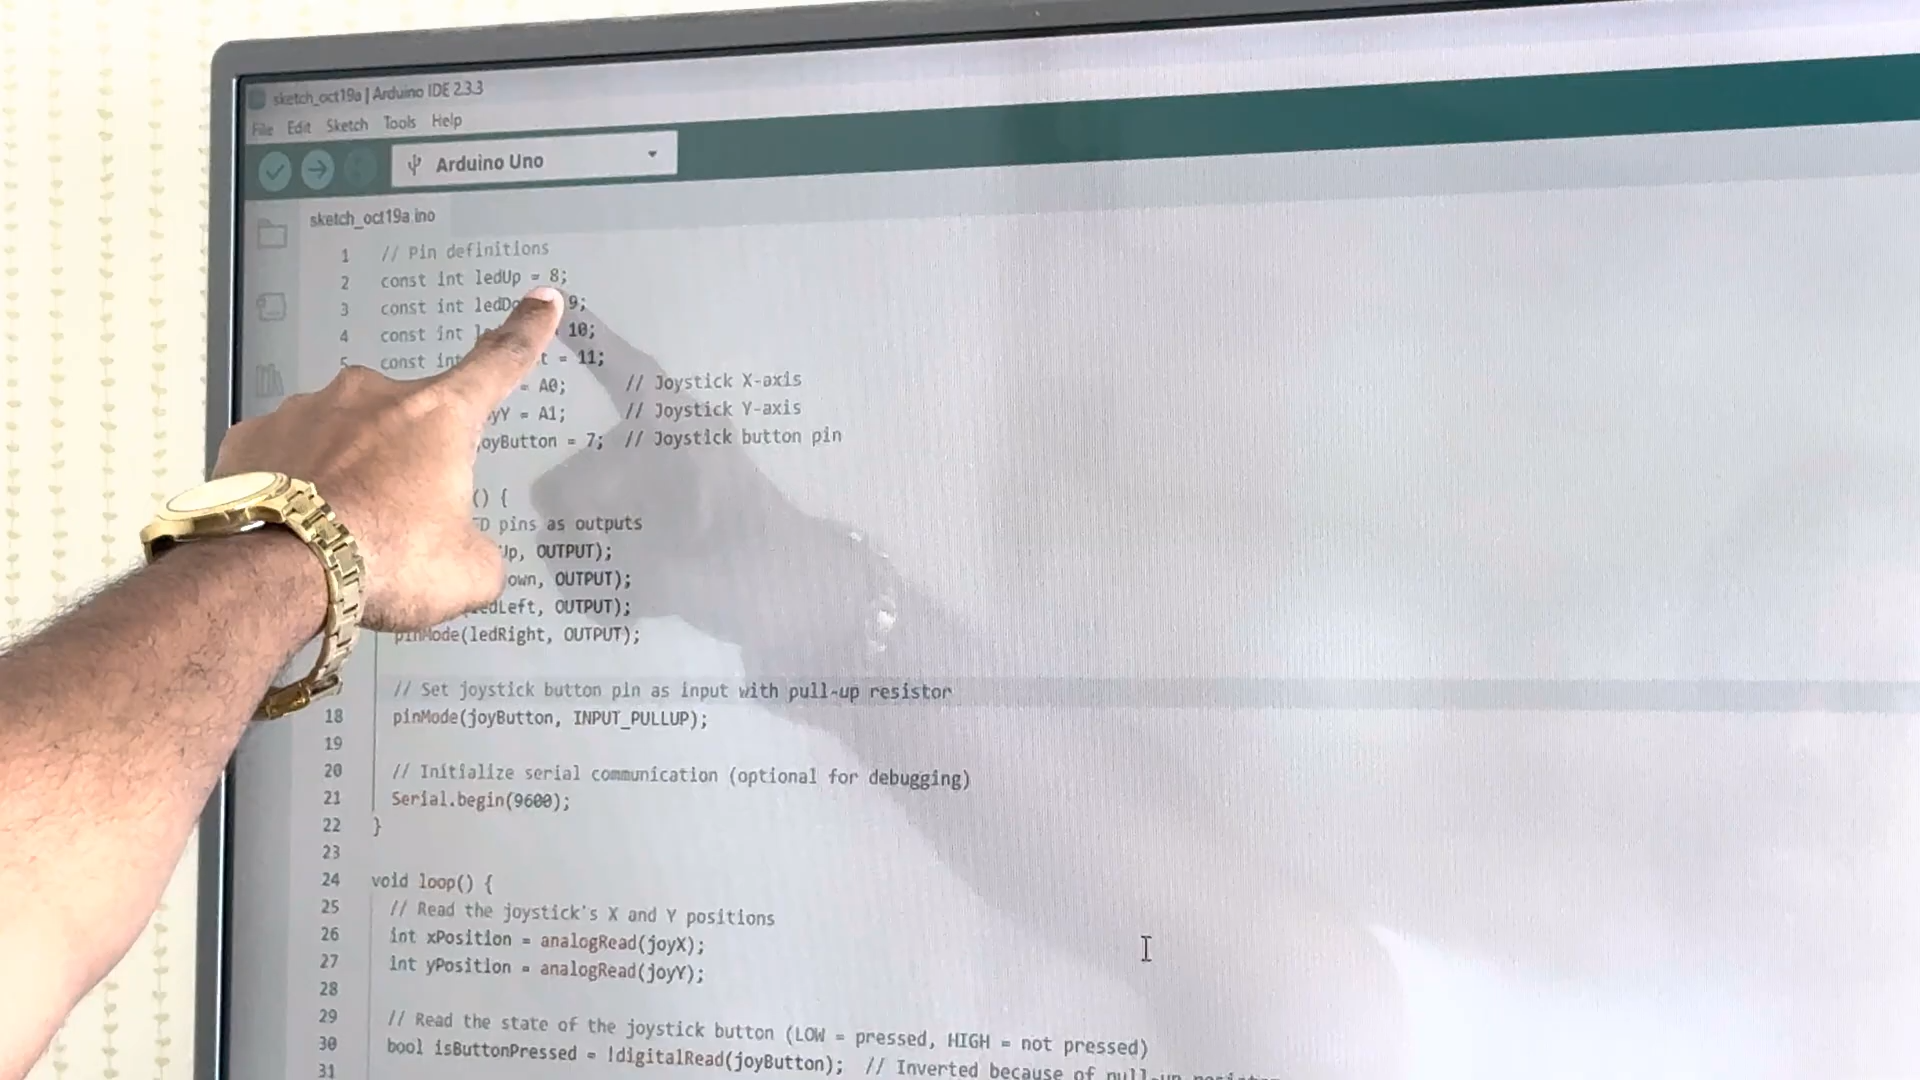 sketch_oct19a | Arduino IDE 2.3.3
File Edit Sketch Tools Help
Arduino Uno
sketch_oct19a.ino
1 // Pin definitions
2 const int ledUp = 8;
3 const int 9;
4 const int 10;
5 const int = 11;
= A0; // Joystick X-axis
= A1; // Joystick Y-axis
= 7; // Joystick button pin
() {
pins as outputs
OUTPUT);
OUTPUT);
OUTPUT);
pinMode(ledRight, OUTPUT);
// Set joystick button pin as input with pull-up resistor
18 pinMode(joyButton, INPUT_PULLUP);
19
20 // Initialize serial communication (optional for debugging)
21 Serial.begin(9600);
22 }
23
24 void loop() {
25 // Read the joystick's X and Y positions
26 int xPosition = analogRead(joyX);
27 int yPosition = analogRead(joyY);
28
29 // Read the state of the joystick button (LOW = pressed, HIGH = not pressed)
30 bool isButtonPressed = !digitalRead(joyButton); // Inverted because of pull-up resistor
31